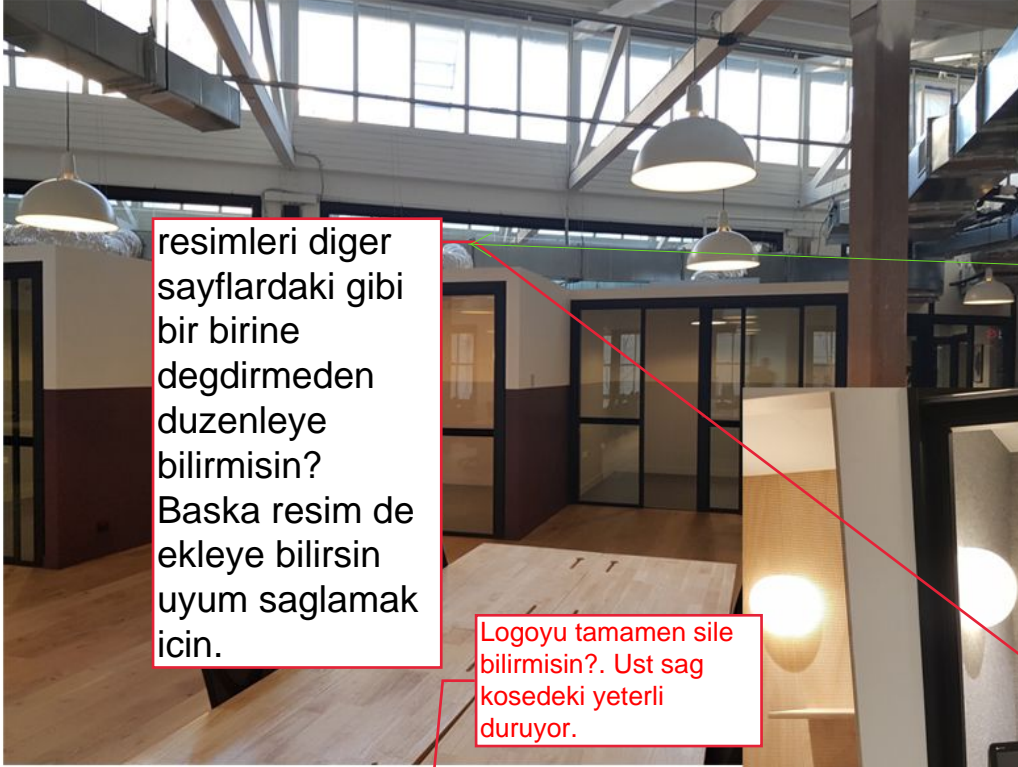 resimleri diger
sayflardaki gibi
bir birine
degdirmeden
duzenleye
bilirmisin?
Baska resim de
ekleye bilirsin
uyum saglamak
icin.
Logoyu tamamen sile
bilirmisin?. Ust sag
kosedeki yeterli
duruyor.